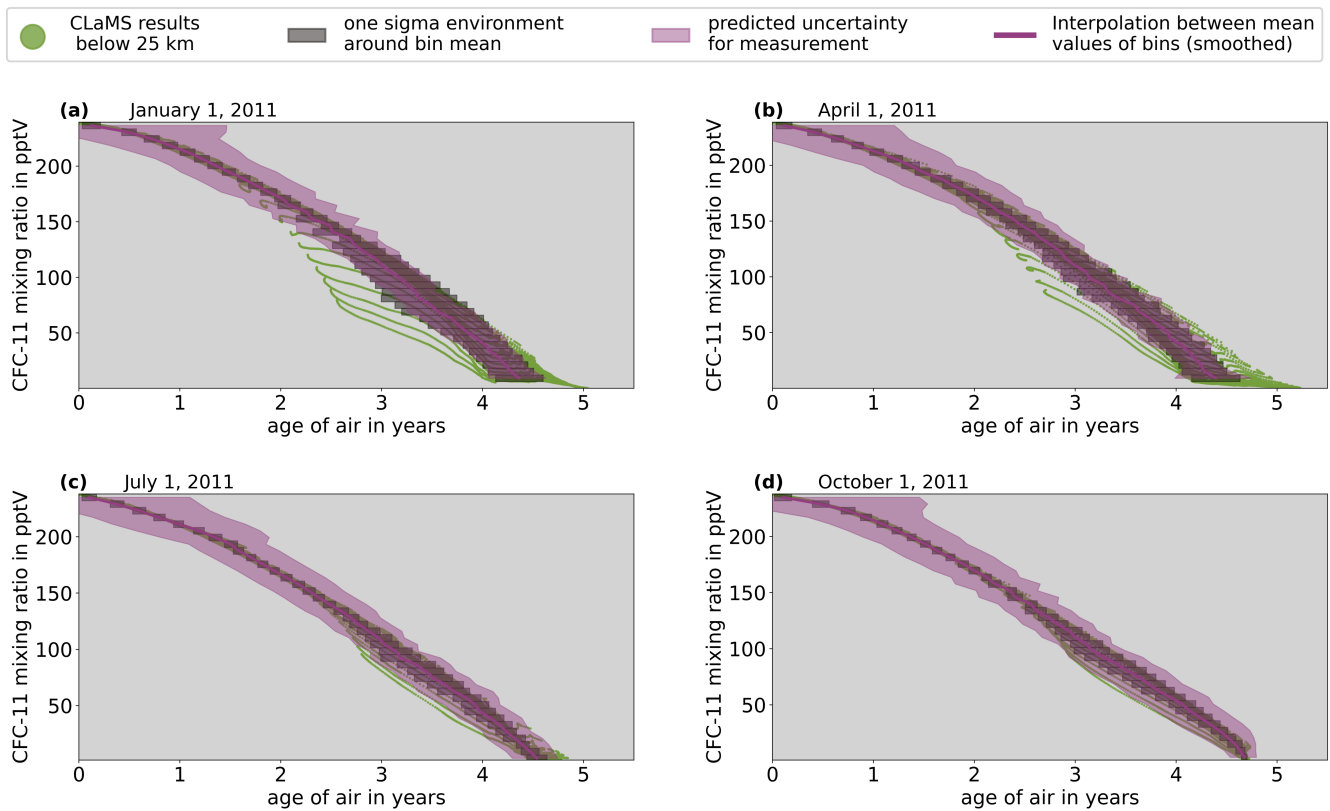 CLaMS results
below 25 km
one sigma environment
around bin mean
predicted uncertainty
for measurement
Interpolation between mean
values of bins (smoothed)
(a) January 1, 2011
CFC-11 mixing ratio in pptV
200
150
100
50
0 1 2 3 4 5
age of air in years
(b) April 1, 2011
CFC-11 mixing ratio in pptV
200
150
100
50
0 1 2 3 4 5
age of air in years
(c) July 1, 2011
CFC-11 mixing ratio in pptV
200
150
100
50
0 1 2 3 4 5
age of air in years
(d) October 1, 2011
CFC-11 mixing ratio in pptV
200
150
100
50
0 1 2 3 4 5
age of air in years